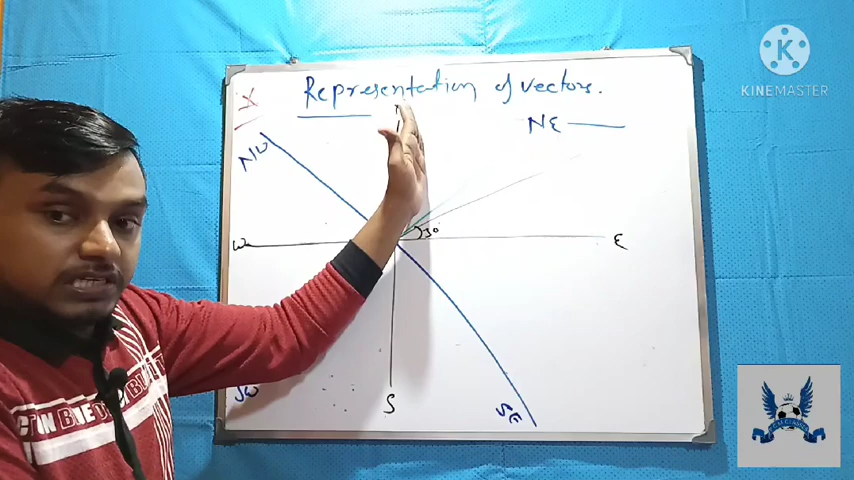 Representation of vectors.
X
NE
NW
30°
W
E
S
SW
SE
KINEMASTER